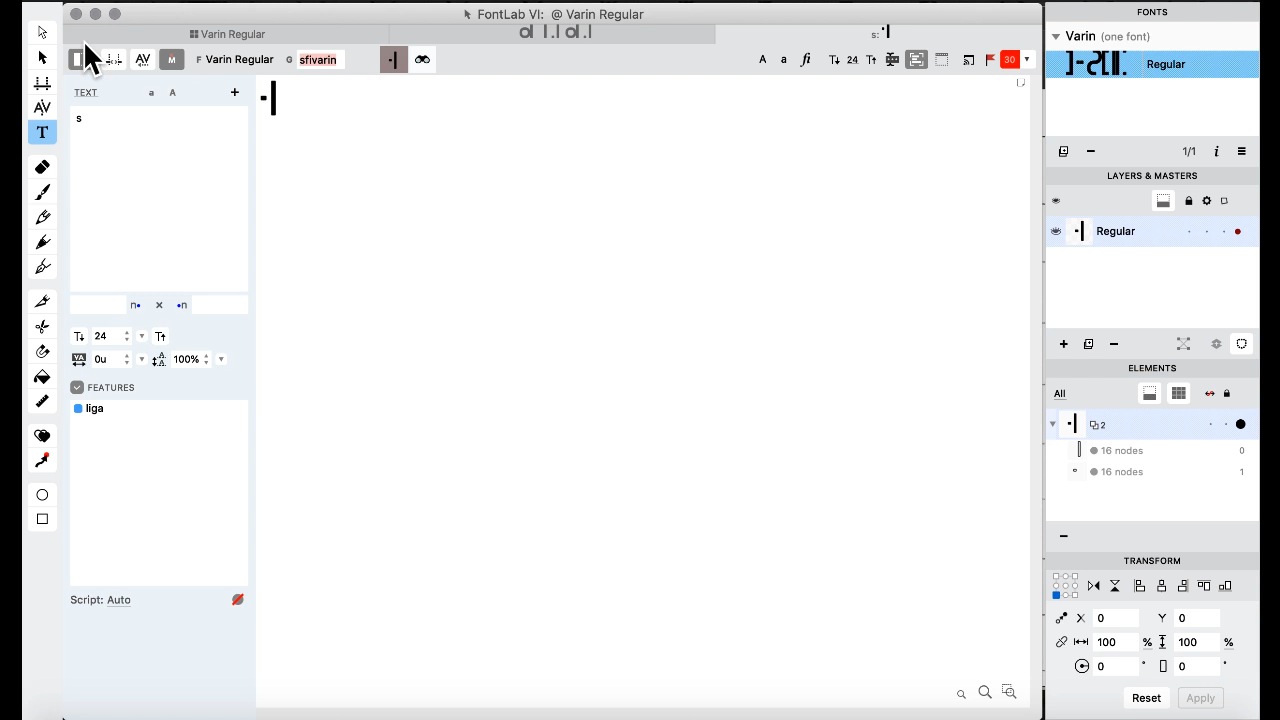 FontLab VI: @ Varin Regular
Varin Regular
s:
F Varin Regular G sfivarin
A a fi 24 30
TEXT a A +
s
n• × •n
24
0u 100%
FEATURES
liga
Script: Auto
FONTS
Varin (one font)
Regular
1/1 i
LAYERS & MASTERS
Regular
ELEMENTS
All
2
16 nodes 0
16 nodes 1
TRANSFORM
X 0 Y 0
100 % 100 %
0 ° 0 °
Reset Apply